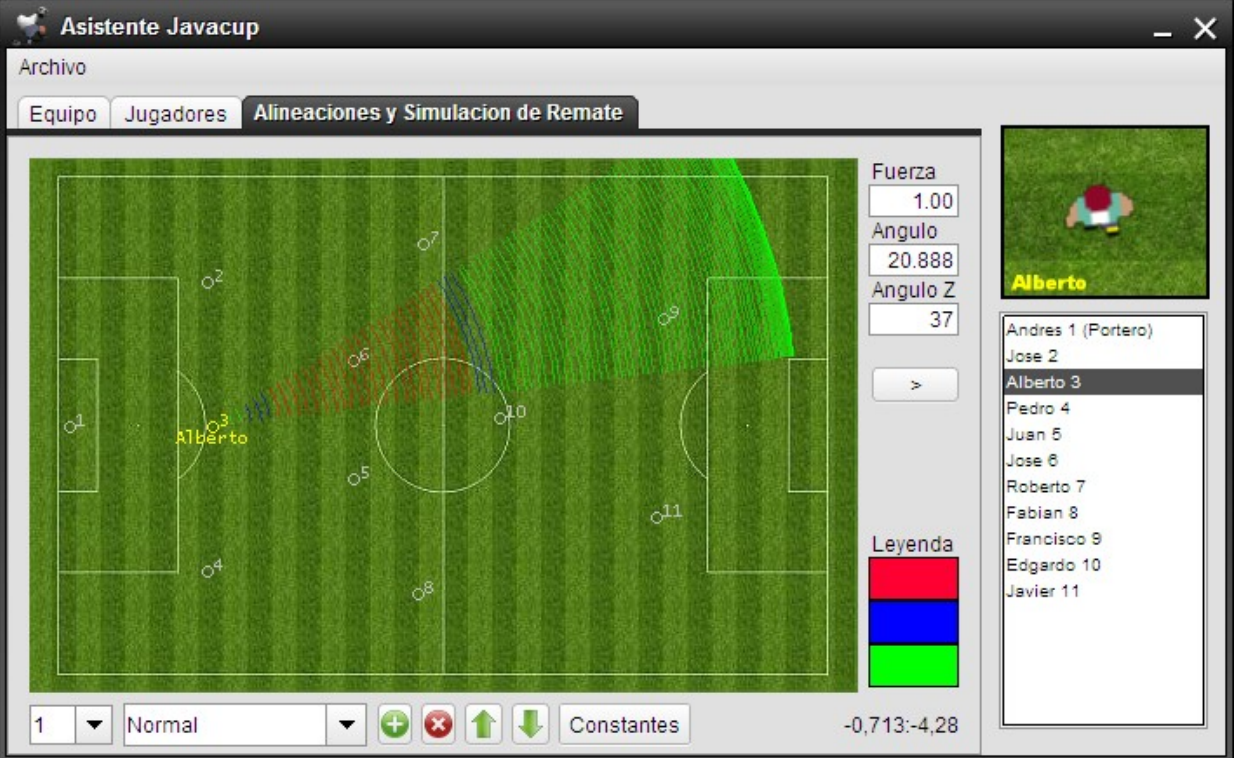 Asistente Javacup
Archivo
Equipo Jugadores Alineaciones y Simulacion de Remate
Fuerza
1.00
Angulo
20.888
Angulo Z
37
>
7
2
9
6
10
1
3
Alberto
5
11
4
8
Leyenda
1 Normal Constantes -0,713:-4,28
Alberto
Andres 1 (Portero)
Jose 2
Alberto 3
Pedro 4
Juan 5
Jose 6
Roberto 7
Fabian 8
Francisco 9
Edgardo 10
Javier 11